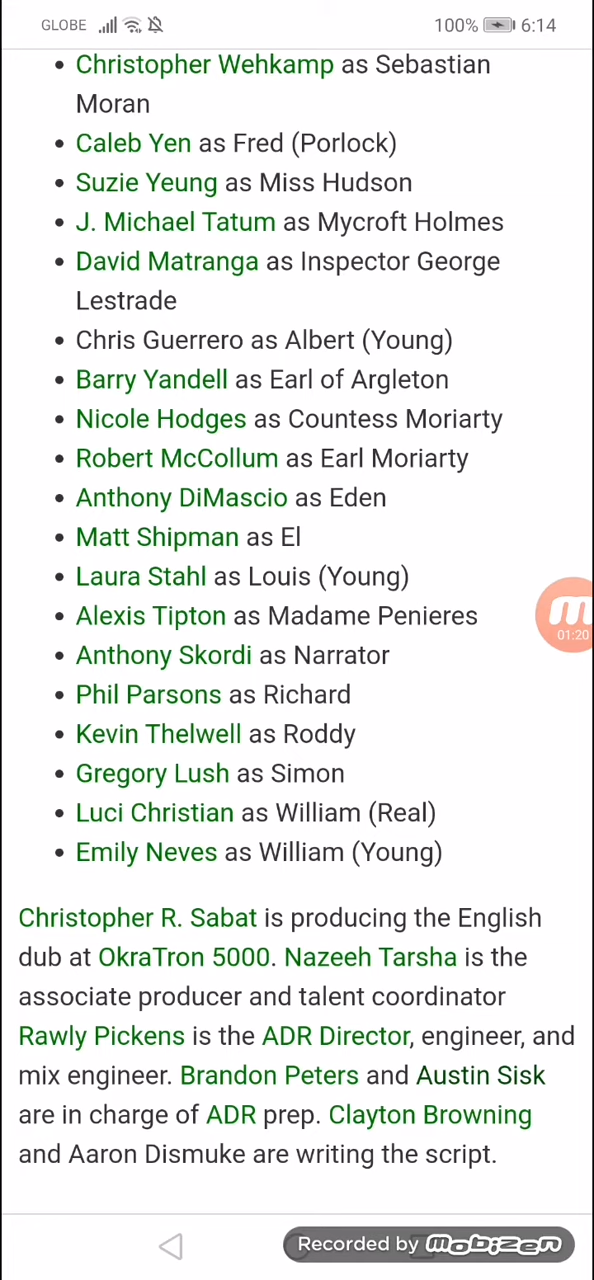 GLOBE 100% 6:14
• Christopher Wehkamp as Sebastian
Moran
• Caleb Yen as Fred (Porlock)
• Suzie Yeung as Miss Hudson
• J. Michael Tatum as Mycroft Holmes
• David Matranga as Inspector George
Lestrade
• Chris Guerrero as Albert (Young)
• Barry Yandell as Earl of Argleton
• Nicole Hodges as Countess Moriarty
• Robert McCollum as Earl Moriarty
• Anthony DiMascio as Eden
• Matt Shipman as El
• Laura Stahl as Louis (Young)
• Alexis Tipton as Madame Penieres
m
01:20
• Anthony Skordi as Narrator
• Phil Parsons as Richard
• Kevin Thelwell as Roddy
• Gregory Lush as Simon
• Luci Christian as William (Real)
• Emily Neves as William (Young)
Christopher R. Sabat is producing the English
dub at OkraTron 5000. Nazeeh Tarsha is the
associate producer and talent coordinator
Rawly Pickens is the ADR Director, engineer, and
mix engineer. Brandon Peters and Austin Sisk
are in charge of ADR prep. Clayton Browning
and Aaron Dismuke are writing the script.
Recorded by mobizen